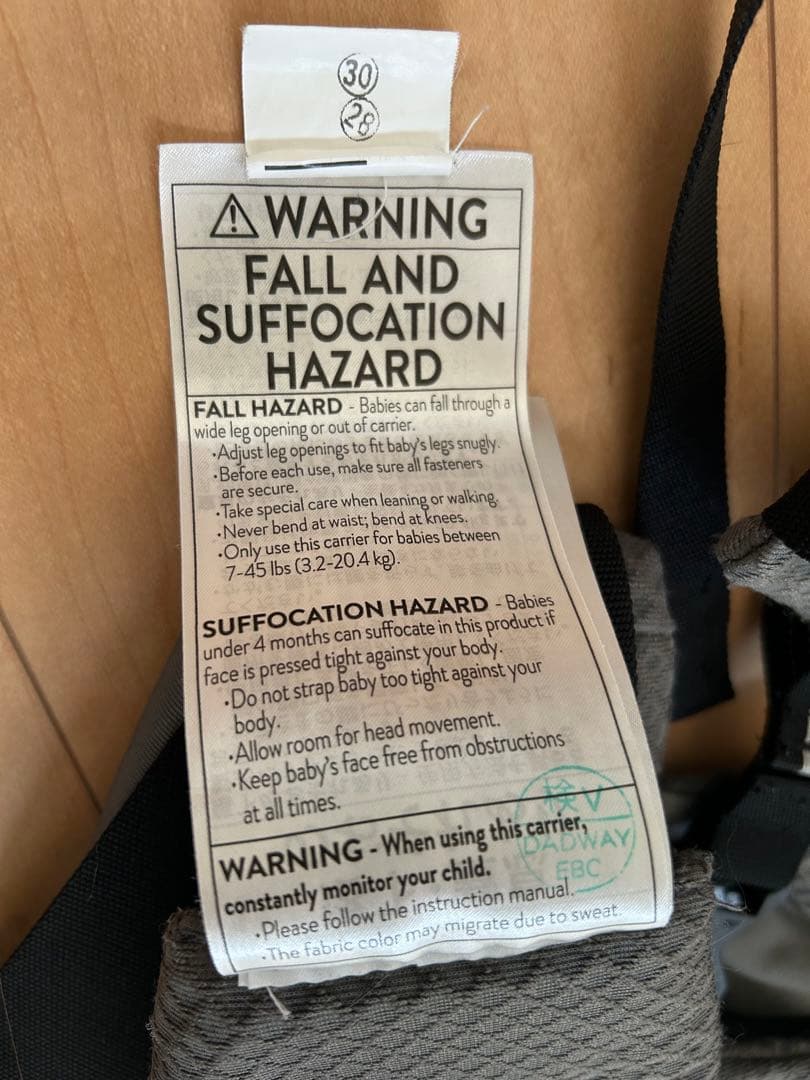 30
28
⚠ WARNING
FALL AND
SUFFOCATION
HAZARD
FALL HAZARD - Babies can fall through a
wide leg opening or out of carrier.
·Adjust leg openings to fit baby's legs snugly.
·Before each use, make sure all fasteners
are secure.
·Take special care when leaning or walking.
·Never bend at waist; bend at knees.
·Only use this carrier for babies between
7-45 lbs (3.2-20.4 kg).
SUFFOCATION HAZARD - Babies
under 4 months can suffocate in this product if
face is pressed tight against your body.
·Do not strap baby too tight against your
body.
·Allow room for head movement.
·Keep baby's face free from obstructions
at all times.
検V
DADWAY
EBC
WARNING - When using this carrier,
constantly monitor your child.
·Please follow the instruction manual.
·The fabric color may migrate due to sweat.